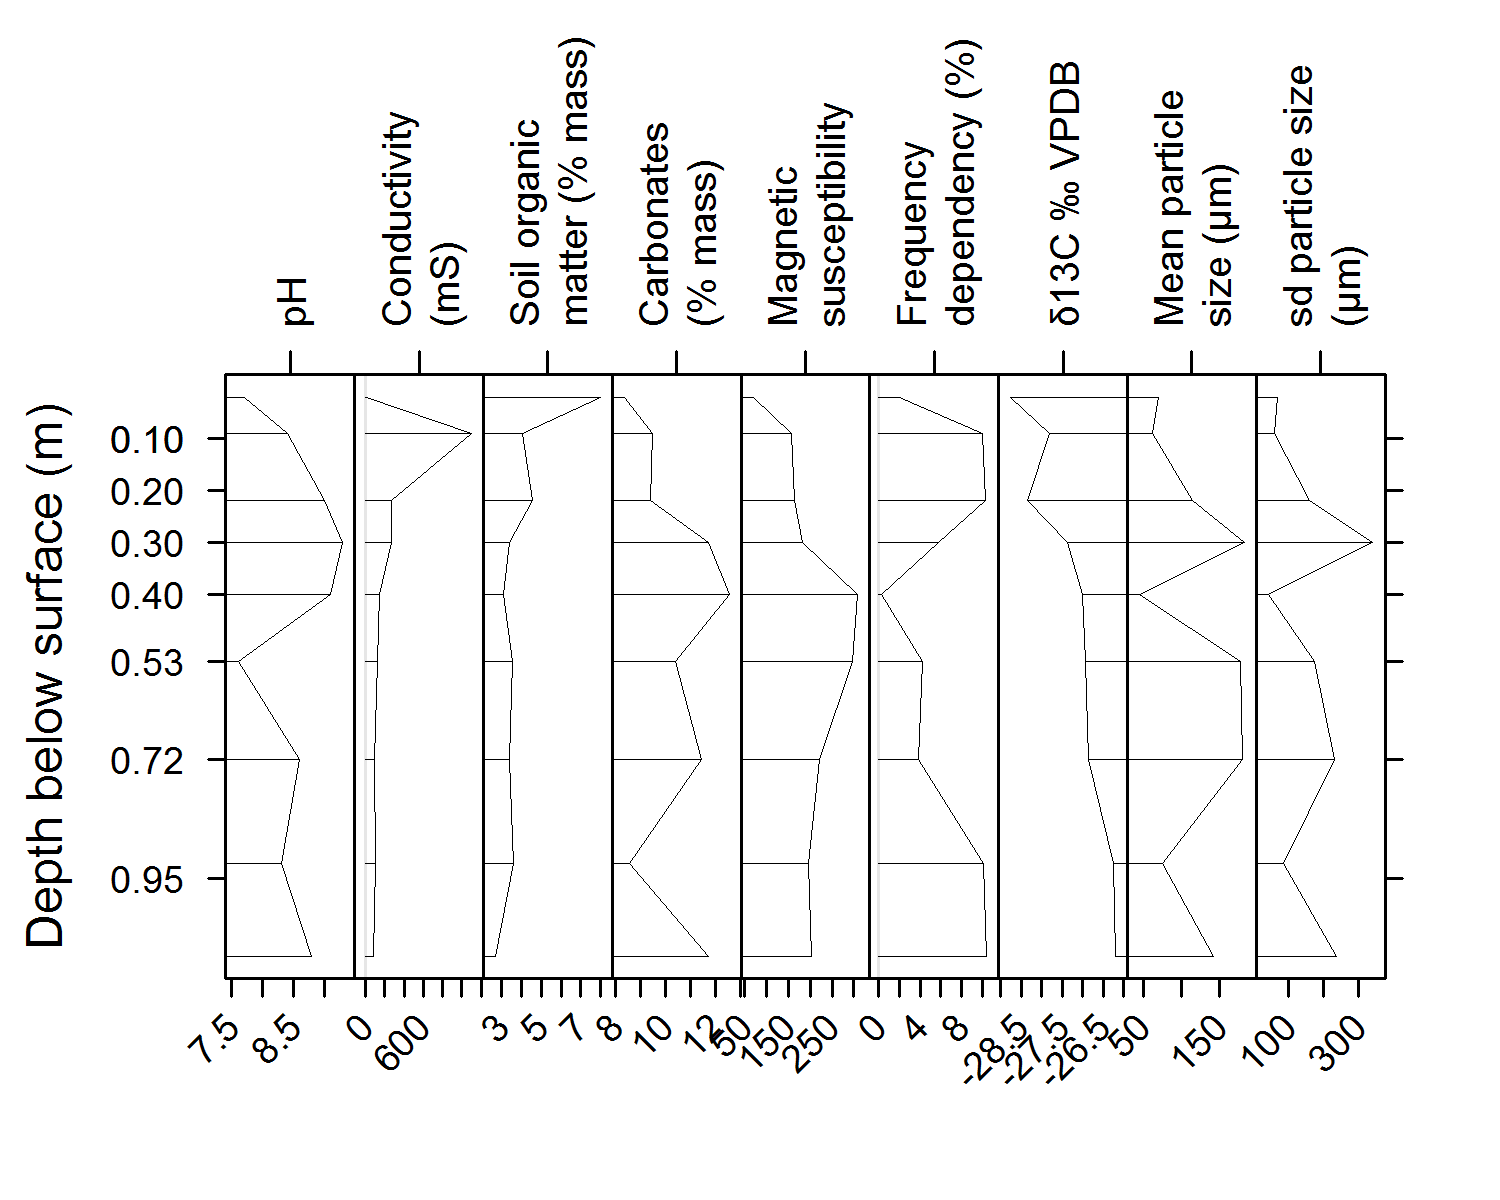 pH
Conductivity
(mS)
Soil organic
matter (% mass)
Carbonates
(% mass)
Magnetic
susceptibility
Frequency
dependency (%)
δ13C ‰ VPDB
Mean particle
size (µm)
sd particle size
(µm)
Depth below surface (m)
0.10
0.20
0.30
0.40
0.53
0.72
0.95
7.5 8.5
0 600
3 5 7
8 10 12
50 150 250
0 4 8
-28.5 -27.5 -26.5
50 150
100 300